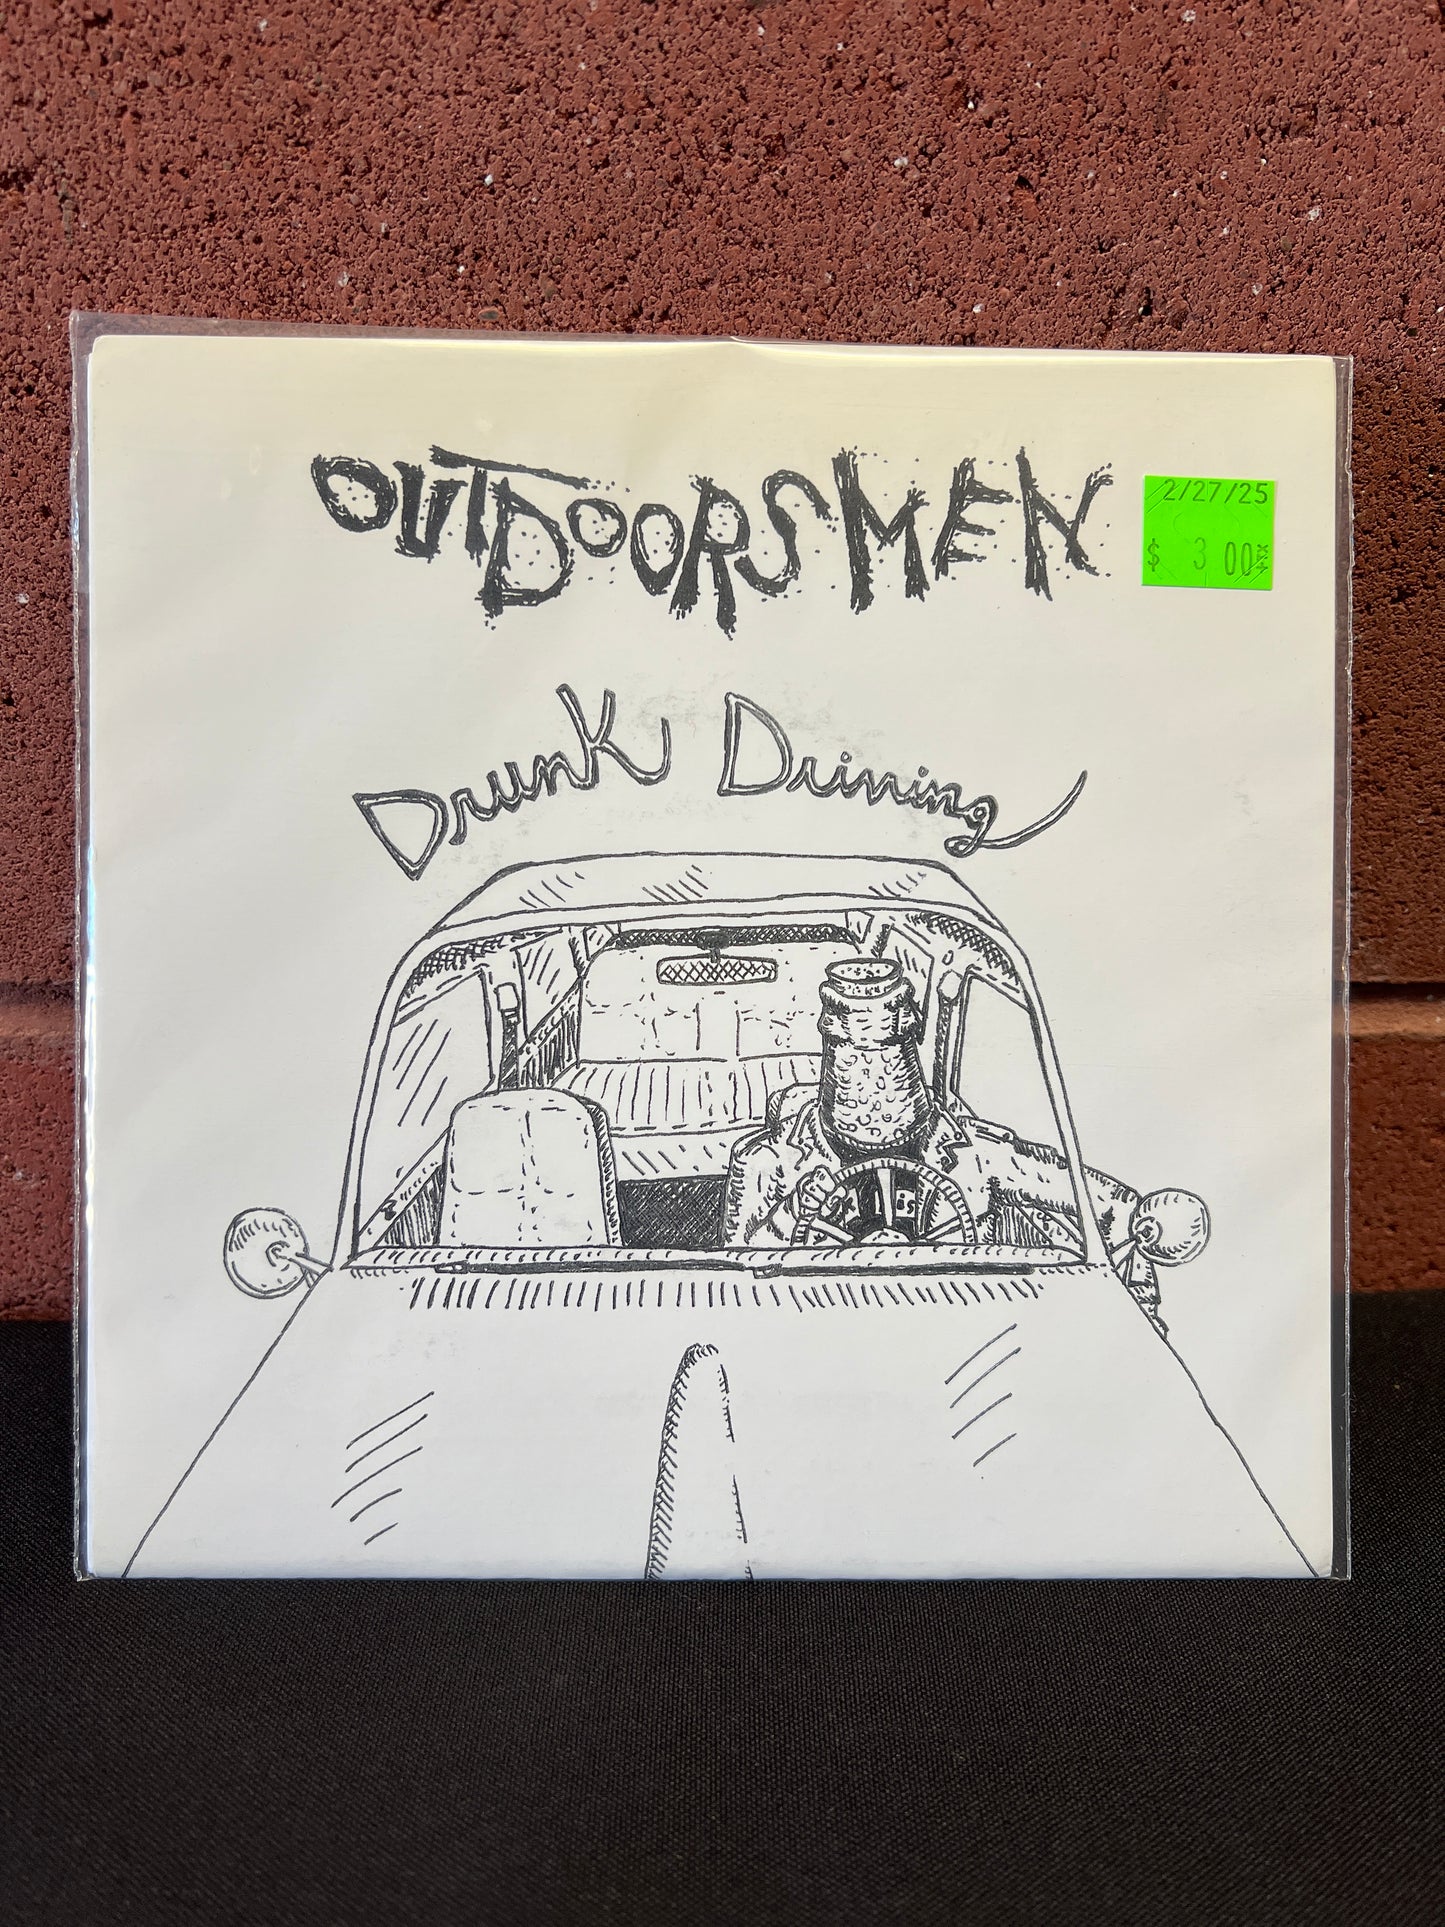 OUTDOORSMEN
2/27/25
$ 3 00
Drunk Driving